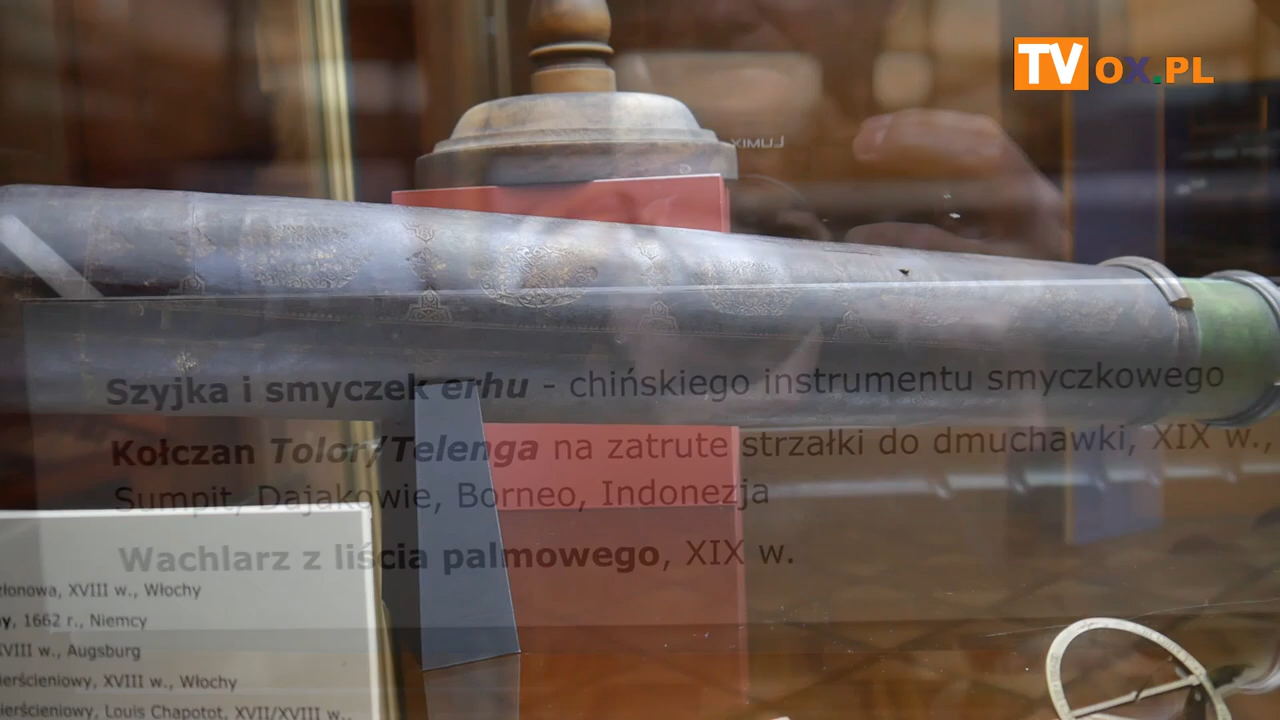 TVOX.PL
LUMIX
Szyjka i smyczek erhu - chińskiego instrumentu smyczkowego
Kołczan Tolor/Telenga na zatrute strzałki do dmuchawki, XIX w.,
Sumpit, Dajakowie, Borneo, Indonezja
Wachlarz z liścia palmowego, XIX w.
XVIII w., Włochy
1662 r., Niemcy
XVIII w., Augsburg
XVIII w., Włochy
Louis Chapotot, XVII/XVIII w.,